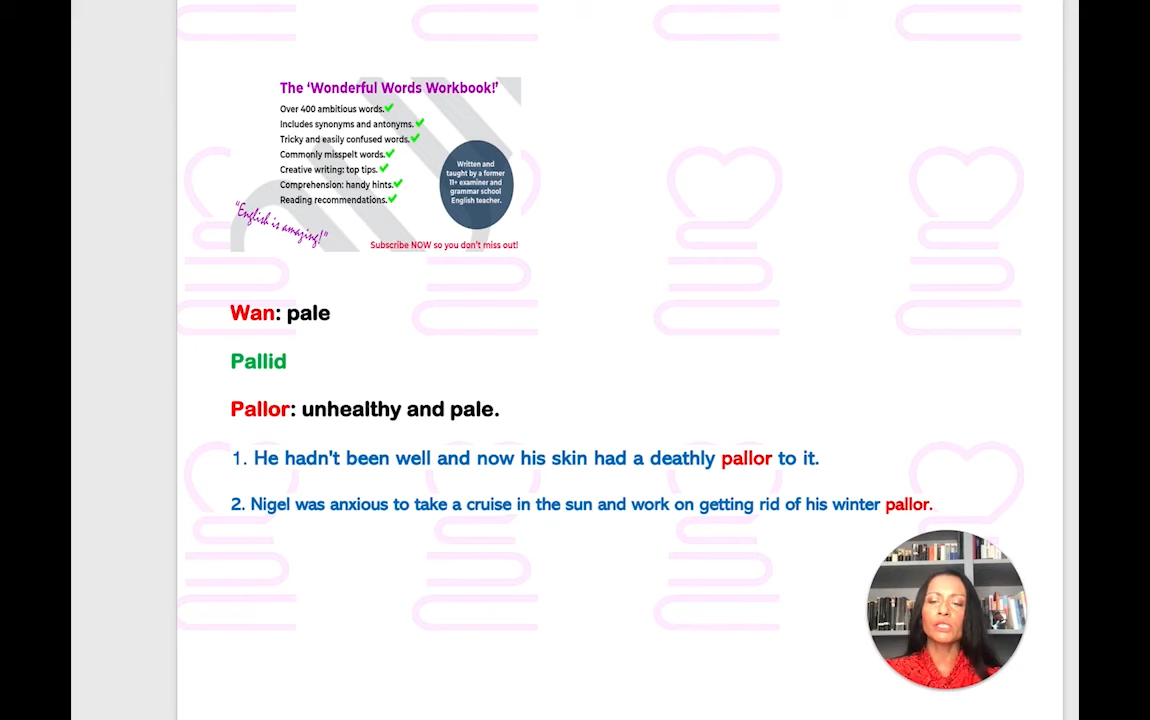 The ‘Wonderful Words Workbook!’
Over 400 ambitious words.
Includes synonyms and antonyms.
Tricky and easily confused words.
Commonly misspelt words.
Creative writing: top tips.
Comprehension: handy hints.
Reading recommendations.
Written and
taught by a former
11+ examiner and
grammar school
English teacher.
"English is amazing!"
Subscribe NOW so you don't miss out!
Wan: pale
Pallid
Pallor: unhealthy and pale.
1. He hadn't been well and now his skin had a deathly pallor to it.
2. Nigel was anxious to take a cruise in the sun and work on getting rid of his winter pallor.